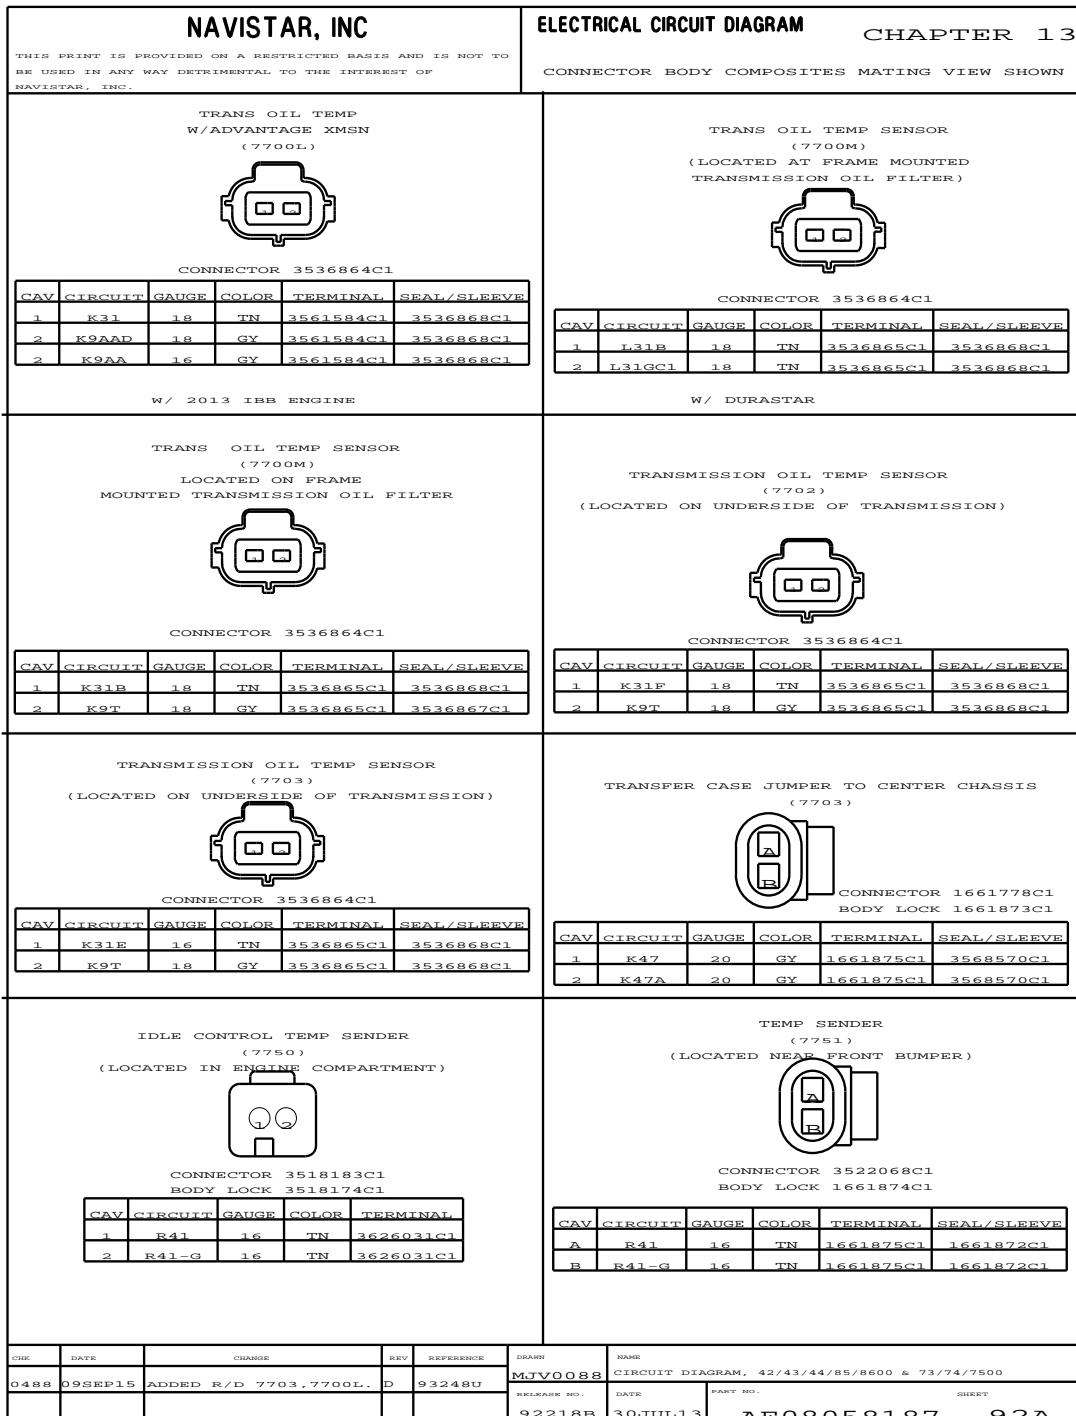 NAVISTAR, INC
THIS PRINT IS PROVIDED ON A RESTRICTED BASIS AND IS NOT TO
BE USED IN ANY WAY DETRIMENTAL TO THE INTEREST OF
NAVISTAR, INC.
ELECTRICAL CIRCUIT DIAGRAM
CHAPTER 13
CONNECTOR BODY COMPOSITES MATING VIEW SHOWN
TRANS OIL TEMP
W/ADVANTAGE XMSN
(7700L)
1 2
CONNECTOR 3536864C1
CAV CIRCUIT GAUGE COLOR TERMINAL SEAL/SLEEVE
1 K31 18 TN 3561584C1 3536868C1
2 K9AAD 18 GY 3561584C1 3536868C1
2 K9AA 16 GY 3561584C1 3536868C1
W/ 2013 IBB ENGINE
TRANS OIL TEMP SENSOR
(7700M)
(LOCATED AT FRAME MOUNTED
TRANSMISSION OIL FILTER)
1 2
CONNECTOR 3536864C1
CAV CIRCUIT GAUGE COLOR TERMINAL SEAL/SLEEVE
1 L31B 18 TN 3536865C1 3536868C1
2 L31GC1 18 TN 3536865C1 3536868C1
W/ DURASTAR
TRANS OIL TEMP SENSOR
(7700M)
LOCATED ON FRAME
MOUNTED TRANSMISSION OIL FILTER
1 2
CONNECTOR 3536864C1
CAV CIRCUIT GAUGE COLOR TERMINAL SEAL/SLEEVE
1 K31B 18 TN 3536865C1 3536868C1
2 K9T 18 GY 3536865C1 3536867C1
TRANSMISSION OIL TEMP SENSOR
(7702)
(LOCATED ON UNDERSIDE OF TRANSMISSION)
1 2
CONNECTOR 3536864C1
CAV CIRCUIT GAUGE COLOR TERMINAL SEAL/SLEEVE
1 K31F 18 TN 3536865C1 3536868C1
2 K9T 18 GY 3536865C1 3536868C1
TRANSMISSION OIL TEMP SENSOR
(7703)
(LOCATED ON UNDERSIDE OF TRANSMISSION)
1 2
CONNECTOR 3536864C1
CAV CIRCUIT GAUGE COLOR TERMINAL SEAL/SLEEVE
1 K31E 16 TN 3536865C1 3536868C1
2 K9T 18 GY 3536865C1 3536868C1
TRANSFER CASE JUMPER TO CENTER CHASSIS
(7703)
A
B
CONNECTOR 1661778C1
BODY LOCK 1661873C1
CAV CIRCUIT GAUGE COLOR TERMINAL SEAL/SLEEVE
1 K47 20 GY 1661875C1 3568570C1
2 K47A 20 GY 1661875C1 3568570C1
IDLE CONTROL TEMP SENDER
(7750)
(LOCATED IN ENGINE COMPARTMENT)
1 2
CONNECTOR 3518183C1
BODY LOCK 3518174C1
CAV CIRCUIT GAUGE COLOR TERMINAL
1 R41 16 TN 3626031C1
2 R41-G 16 TN 3626031C1
TEMP SENDER
(7751)
(LOCATED NEAR FRONT BUMPER)
A
B
CONNECTOR 3522068C1
BODY LOCK 1661874C1
CAV CIRCUIT GAUGE COLOR TERMINAL SEAL/SLEEVE
A R41 16 TN 1661875C1 1661872C1
B R41-G 16 TN 1661875C1 1661872C1
CHK DATE CHANGE REV REFERENCE
0488 09SEP15 ADDED R/D 7703,7700L. D 93248U
DRAWN
MJV0088
NAME
CIRCUIT DIAGRAM, 42/43/44/85/8600 & 73/74/7500
RELEASE NO. DATE PART NO. SHEET
92218B 30JUL13 AE08058187 92A